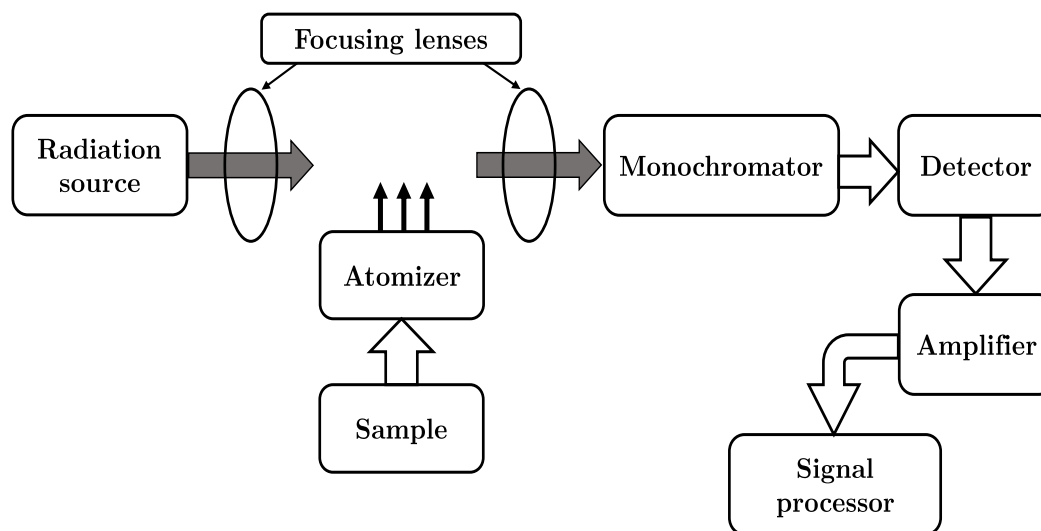 Focusing lenses
Radiation
source
Monochromator
Detector
Atomizer
Amplifier
Sample
Signal
processor